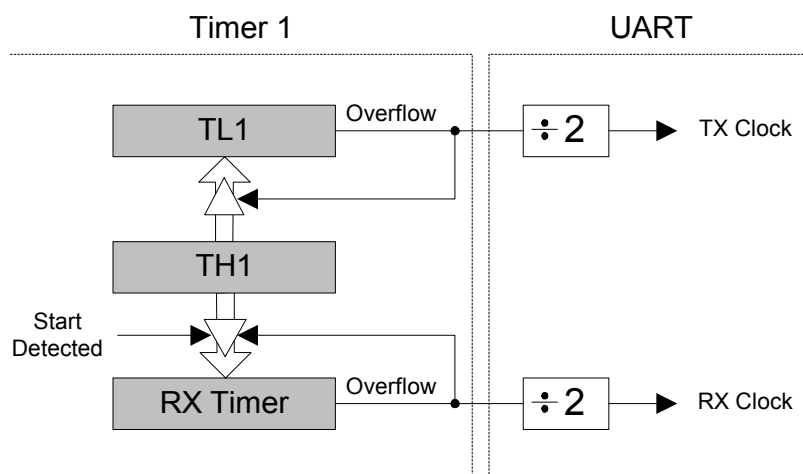 Timer 1
UART
TL1
Overflow
÷ 2
TX Clock
TH1
Start
Detected
RX Timer
Overflow
÷ 2
RX Clock